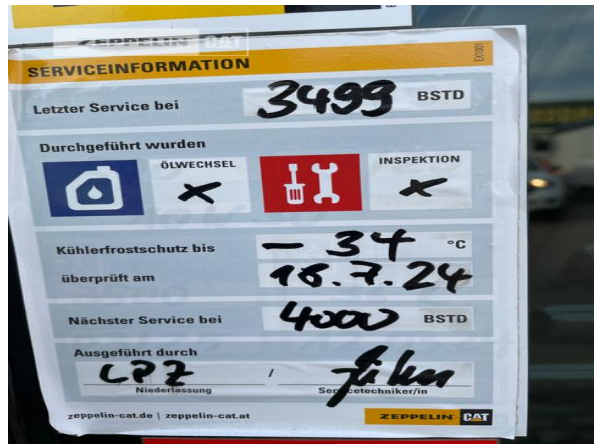 ZEPPELIN CAT
SERVICEINFORMATION
EX1001
Letzter Service bei 3499 BSTD
Durchgeführt wurden
ÖLWECHSEL X INSPEKTION X
Kühlerfrostschutz bis - 34 °C
überprüft am 18.7.24
Nächster Service bei 4000 BSTD
Ausgeführt durch
LPZ /
Niederlassung Servicetechniker/in
zeppelin-cat.de | zeppelin-cat.at ZEPPELIN CAT